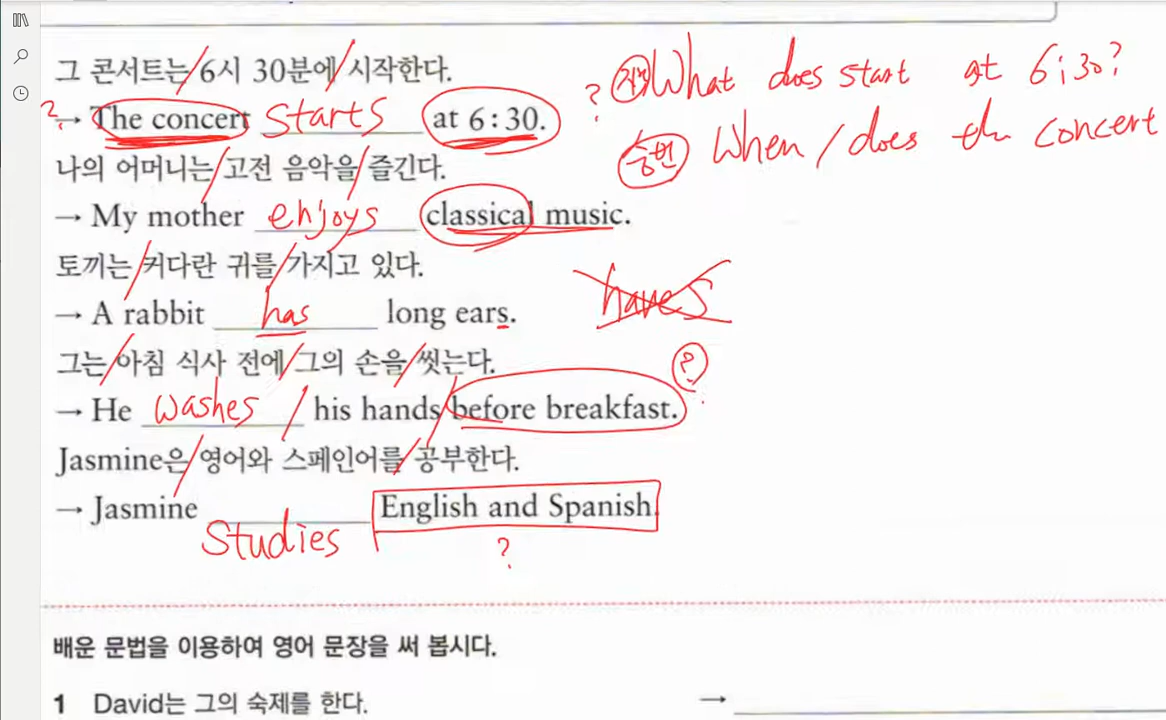 그 콘서트는/6시 30분에/시작한다.
? → The concert starts at 6:30.
? What does start at 6:30?
승현 When/does the concert
나의 어머니는/고전 음악을/즐긴다.
→ My mother enjoys classical music.
토끼는/커다란 귀를/가지고 있다.
→ A rabbit has long ears.
haves
그는/아침 식사 전에/그의 손을/씻는다.
?
→ He washes / his hands/before breakfast.
Jasmine은/영어와 스페인어를/공부한다.
→ Jasmine studies English and Spanish.
?
배운 문법을 이용하여 영어 문장을 써 봅시다.
1 David는 그의 숙제를 한다. →